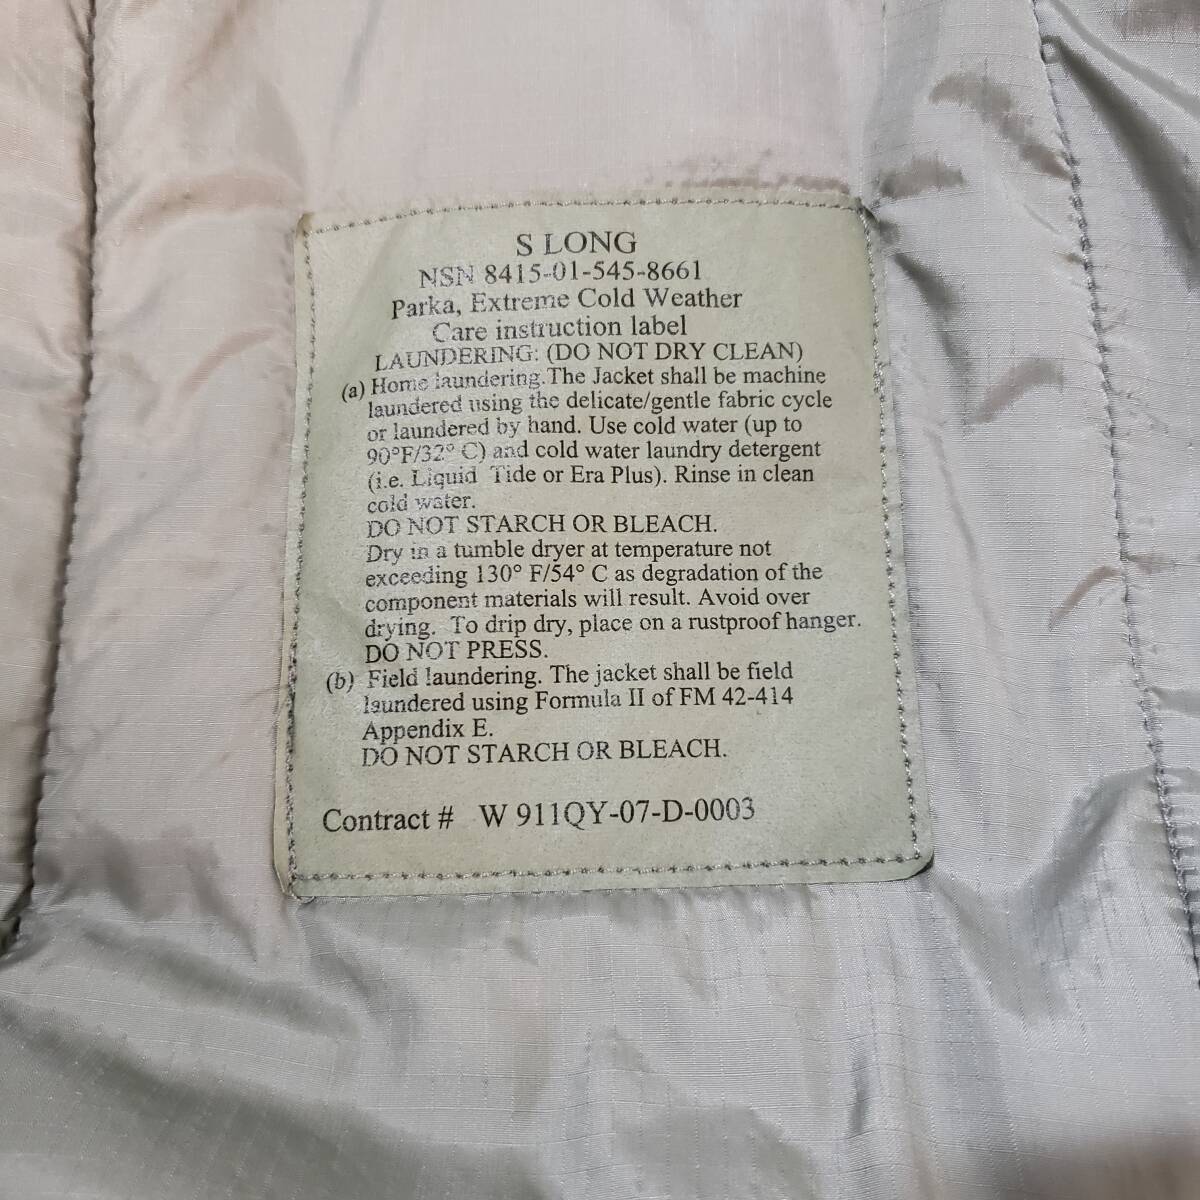 S LONG
NSN 8415-01-545-8661
Parka, Extreme Cold Weather
Care instruction label
LAUNDERING: (DO NOT DRY CLEAN)
(a) Home laundering.The Jacket shall be machine
laundered using the delicate/gentle fabric cycle
or laundered by hand. Use cold water (up to
90°F/32° C) and cold water laundry detergent
(i.e. Liquid Tide or Era Plus). Rinse in clean
cold water.
DO NOT STARCH OR BLEACH.
Dry in a tumble dryer at temperature not
exceeding 130° F/54° C as degradation of the
component materials will result. Avoid over
drying. To drip dry, place on a rustproof hanger.
DO NOT PRESS.
(b) Field laundering. The jacket shall be field
laundered using Formula II of FM 42-414
Appendix E.
DO NOT STARCH OR BLEACH.
Contract # W 911QY-07-D-0003